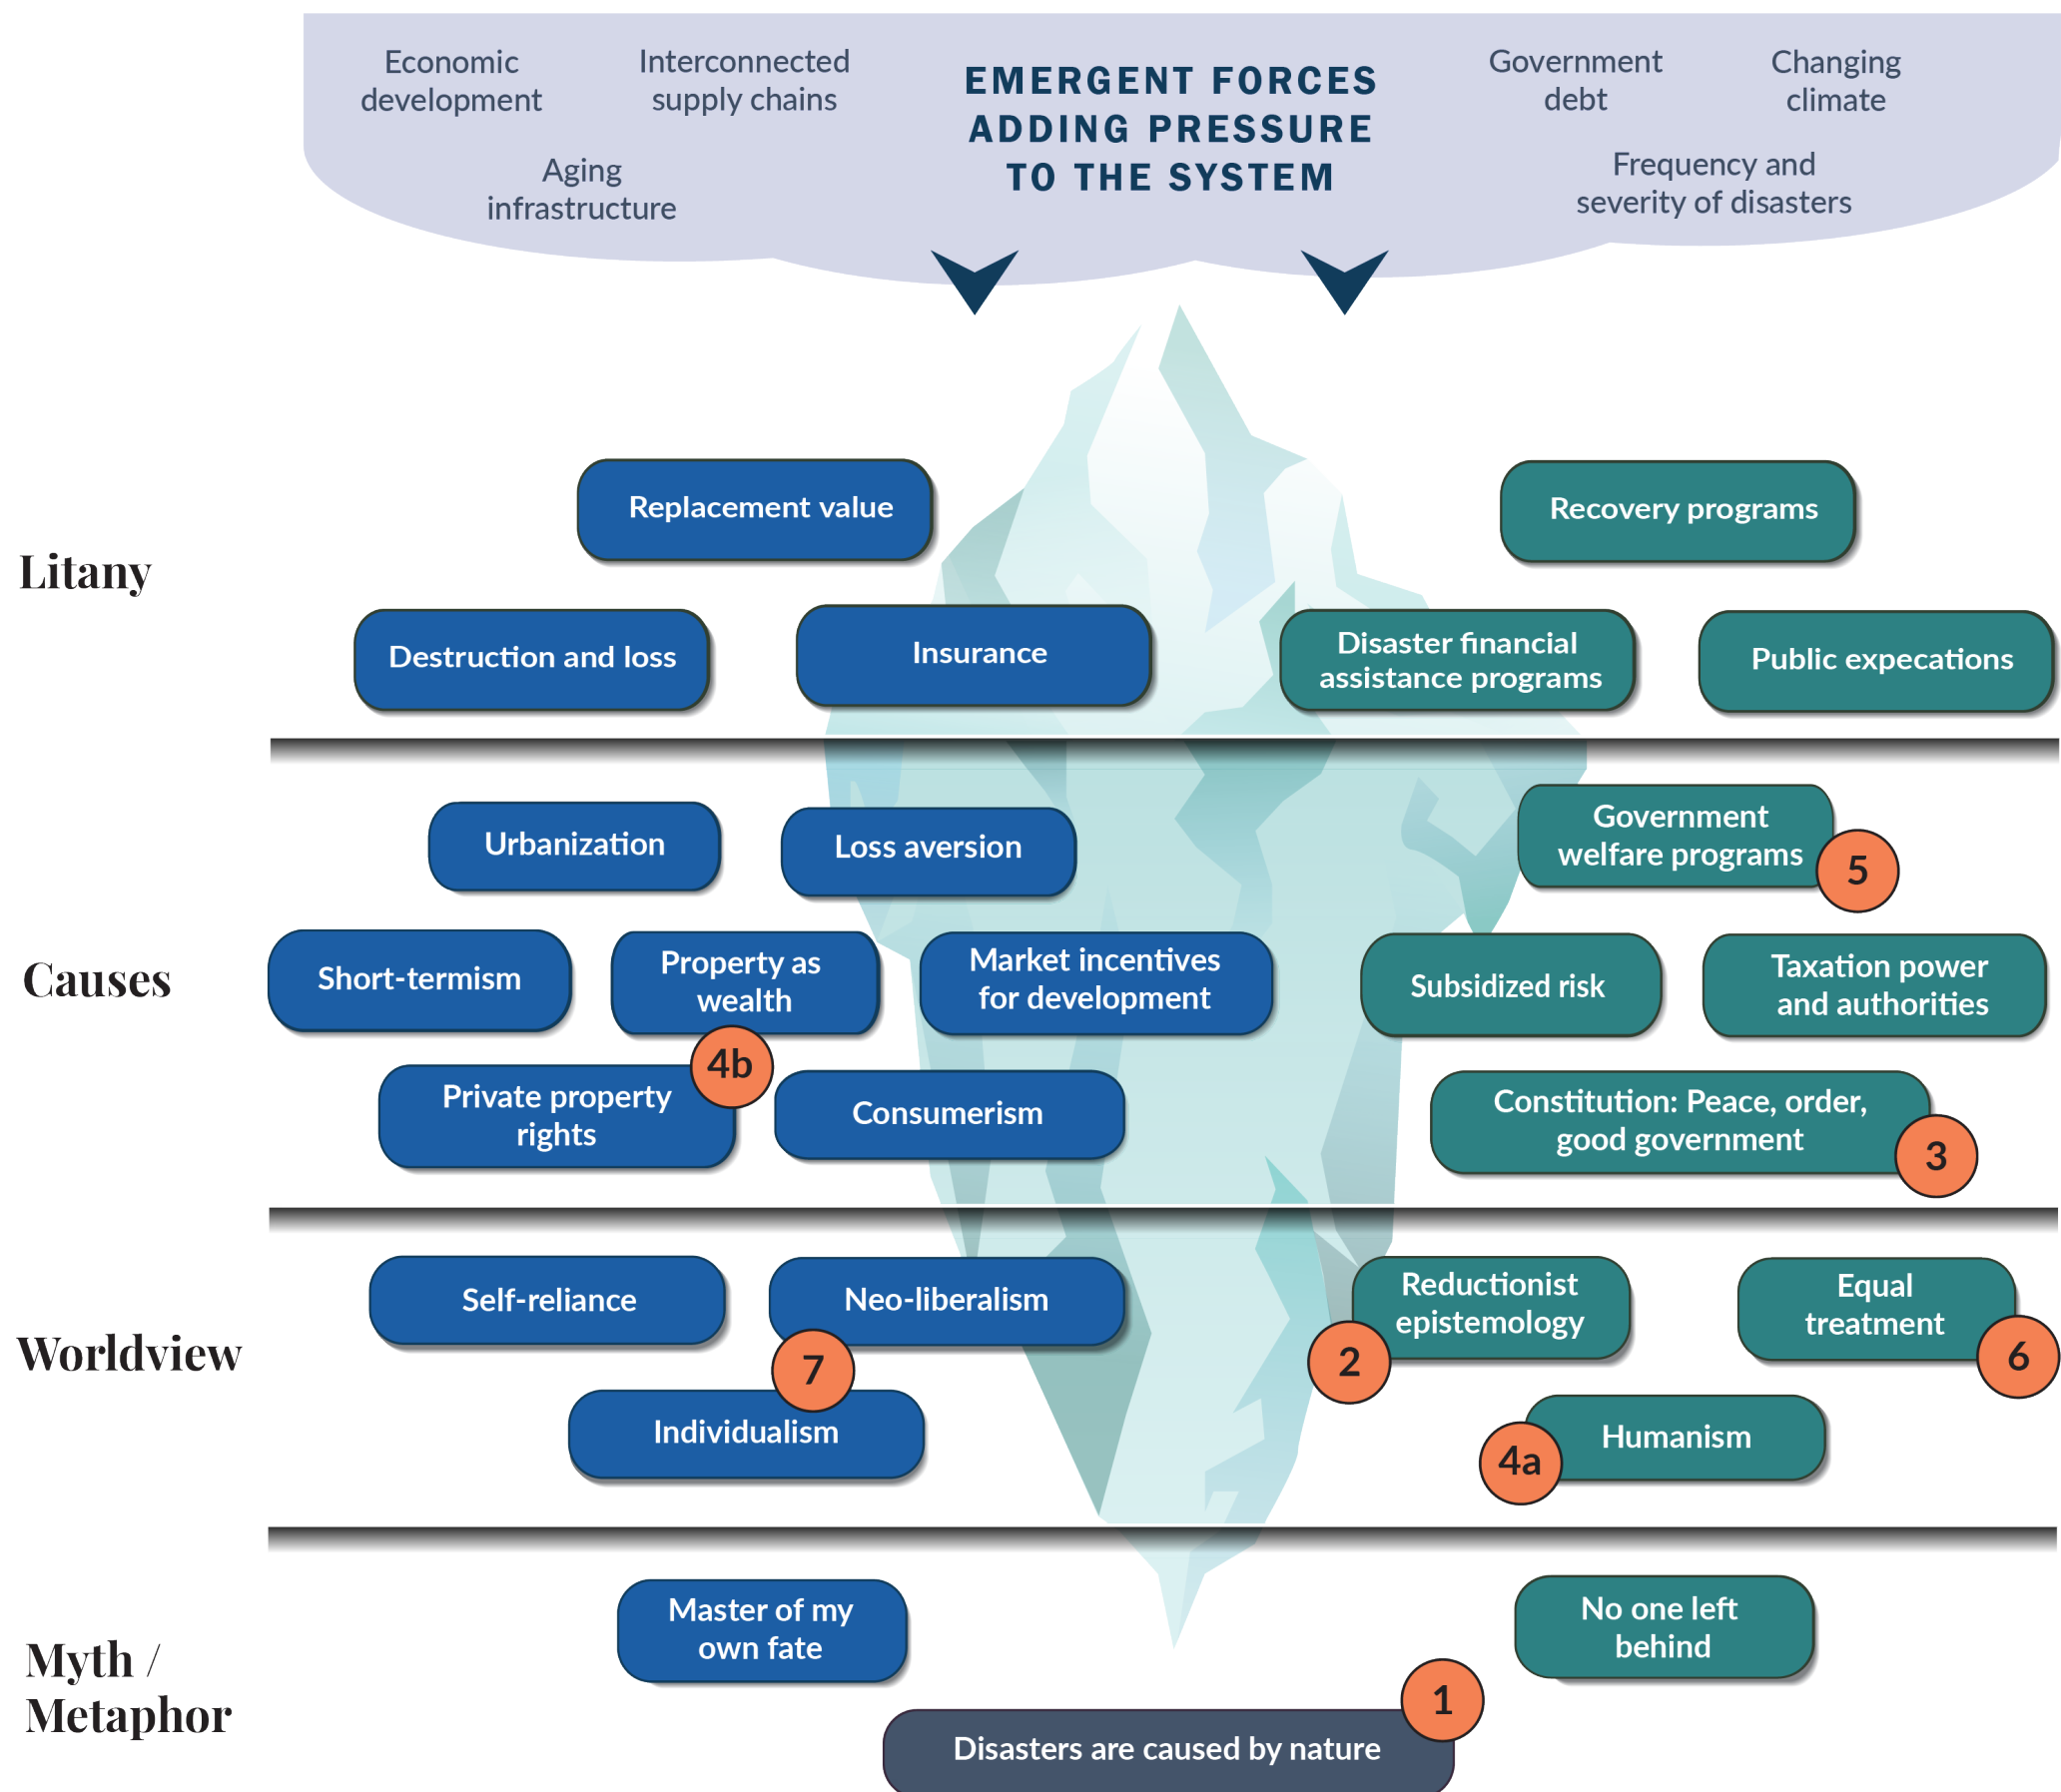 Economic
development
Interconnected
supply chains
Aging
infrastructure
EMERGENT FORCES
ADDING PRESSURE
TO THE SYSTEM
Government
debt
Changing
climate
Frequency and
severity of disasters
Litany
Replacement value
Recovery programs
Destruction and loss
Insurance
Disaster financial
assistance programs
Public expecations
Causes
Urbanization
Loss aversion
Government
welfare programs
5
Short-termism
Property as
wealth
4b
Market incentives
for development
Subsidized risk
Taxation power
and authorities
Private property
rights
Consumerism
Constitution: Peace, order,
good government
3
Worldview
Self-reliance
Neo-liberalism
7
Reductionist
epistemology
2
Equal
treatment
6
Individualism
Humanism
4a
Myth /
Metaphor
Master of my
own fate
No one left
behind
Disasters are caused by nature
1